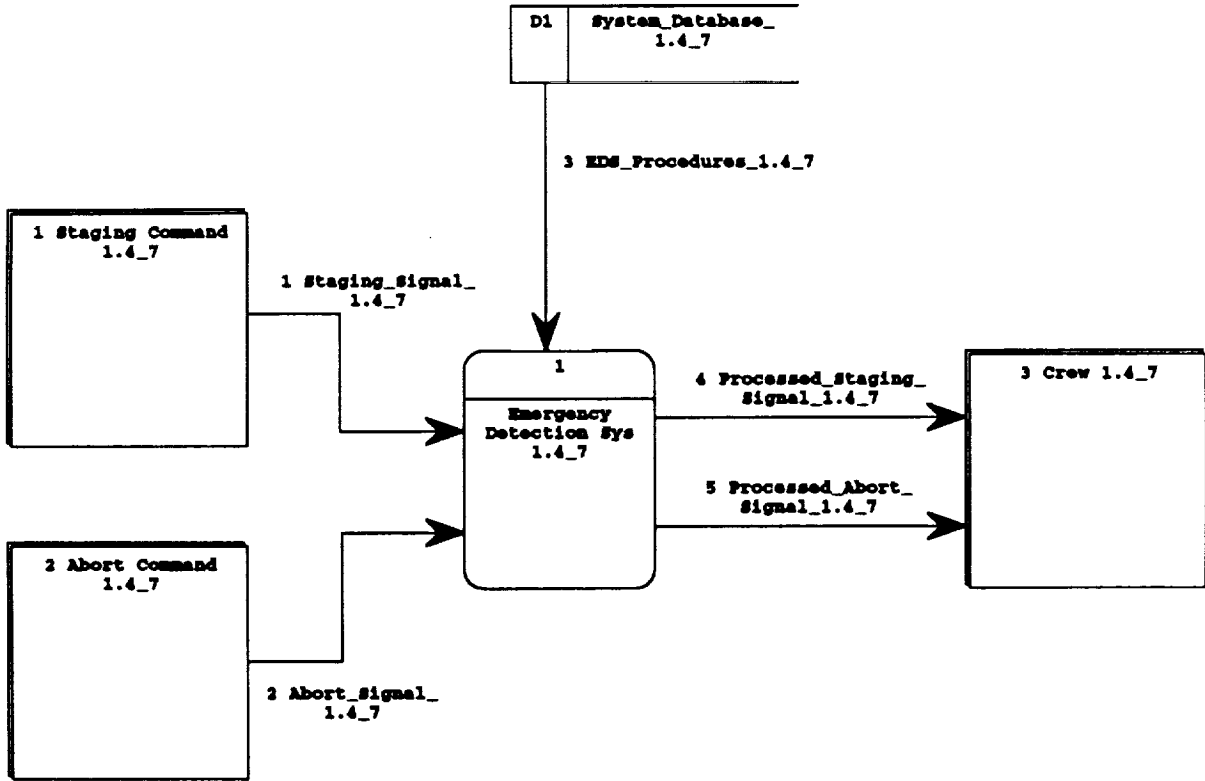 D1
System_Database_
1.4_7
3 EDS_Procedures_1.4_7
1 Staging Command
1.4_7
1 Staging_Signal_
1.4_7
1
Emergency
Detection Sys
1.4_7
4 Processed_Staging_
Signal_1.4_7
3 Crew 1.4_7
5 Processed_Abort_
Signal_1.4_7
2 Abort Command
1.4_7
2 Abort_Signal_
1.4_7